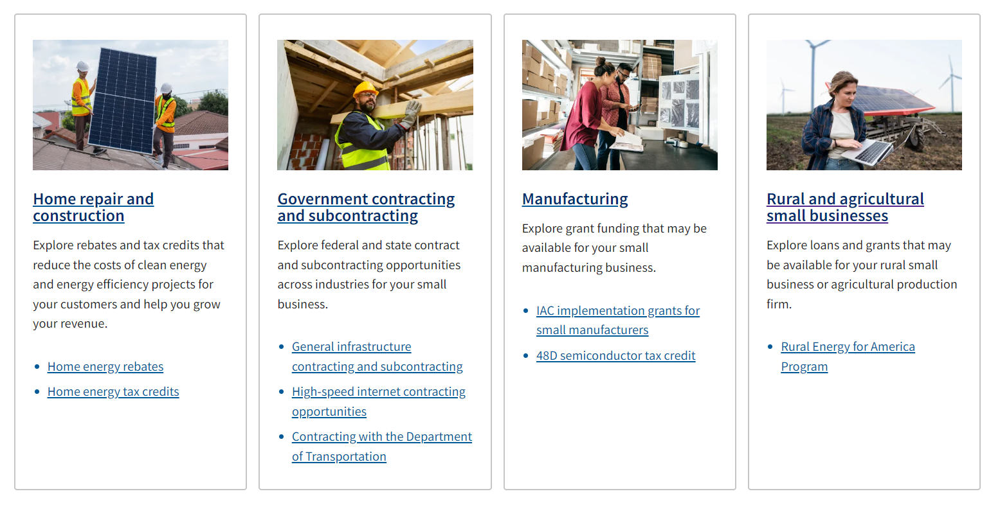 Home repair and
construction
Explore rebates and tax credits that
reduce the costs of clean energy
and energy efficiency projects for
your customers and help you grow
your revenue.
Home energy rebates
Home energy tax credits
Government contracting
and subcontracting
Explore federal and state contract
and subcontracting opportunities
across industries for your small
business.
General infrastructure
contracting and subcontracting
High-speed internet contracting
opportunities
Contracting with the Department
of Transportation
Manufacturing
Explore grant funding that may be
available for your small
manufacturing business.
IAC implementation grants for
small manufacturers
48D semiconductor tax credit
Rural and agricultural
small businesses
Explore loans and grants that may
be available for your rural small
business or agricultural production
firm.
Rural Energy for America
Program